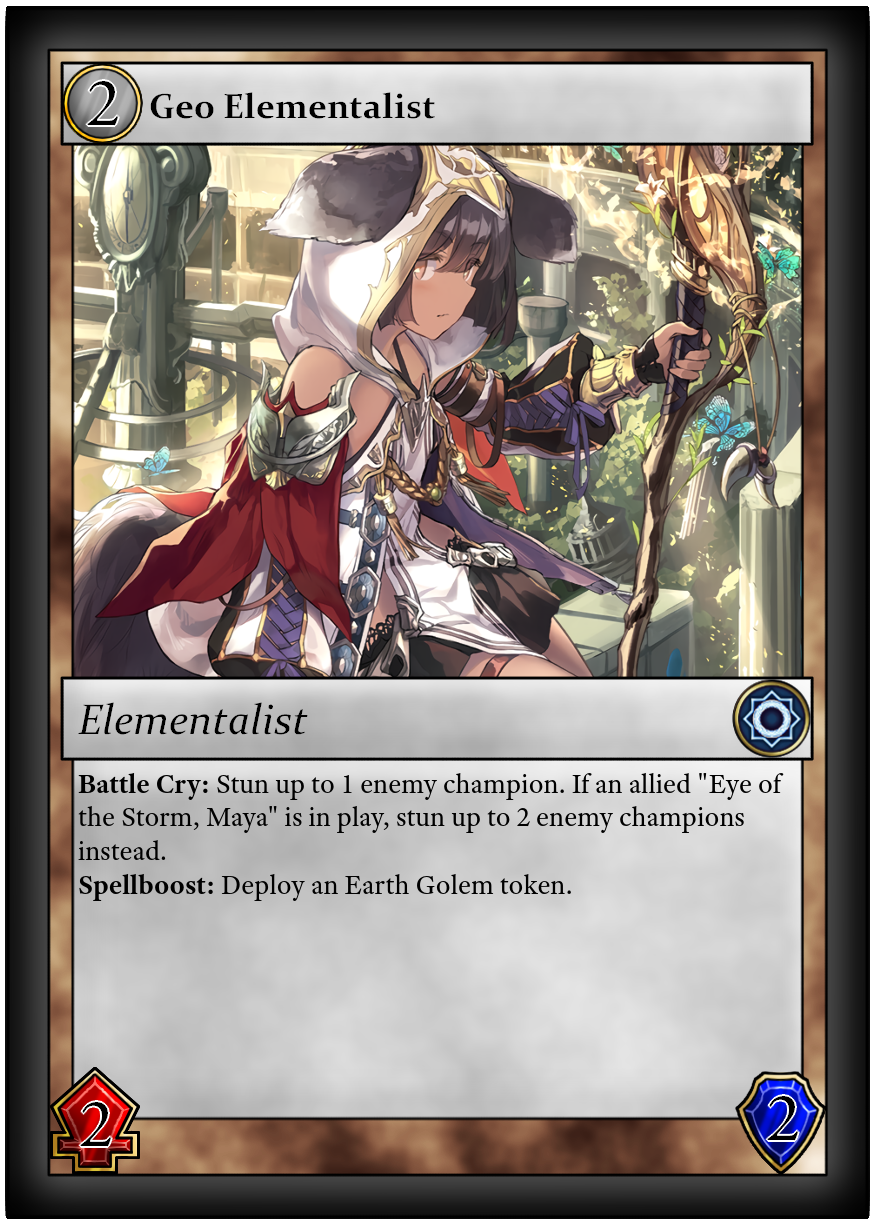 2 Geo Elementalist
Elementalist
Battle Cry: Stun up to 1 enemy champion. If an allied "Eye of
the Storm, Maya" is in play, stun up to 2 enemy champions
instead.
Spellboost: Deploy an Earth Golem token.
2 2